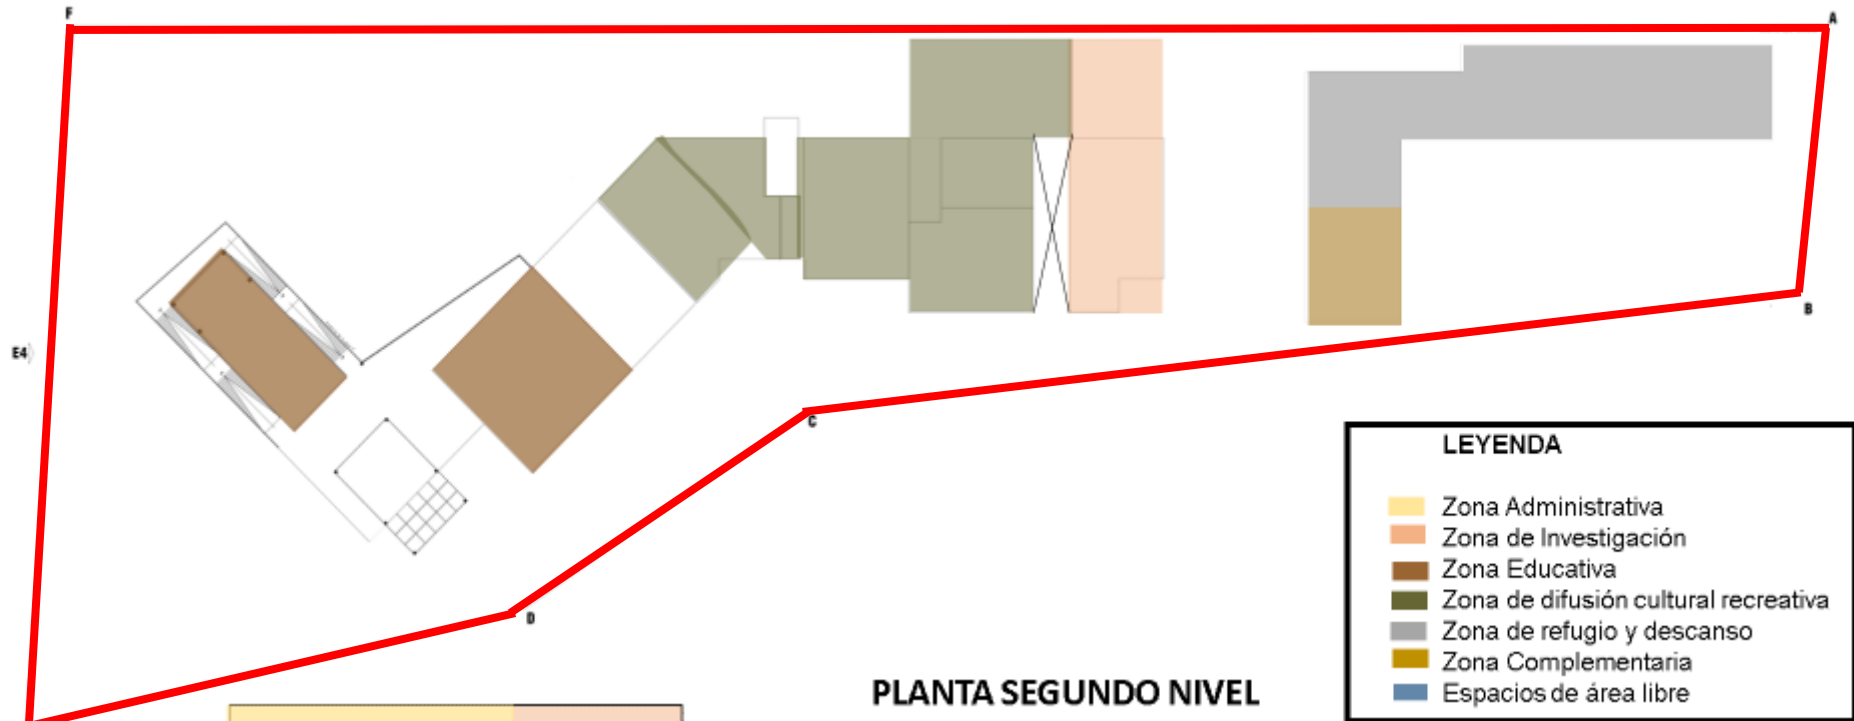 F
A
E4
B
C
D
LEYENDA
Zona Administrativa
Zona de Investigación
Zona Educativa
Zona de difusión cultural recreativa
Zona de refugio y descanso
Zona Complementaria
Espacios de área libre
PLANTA SEGUNDO NIVEL